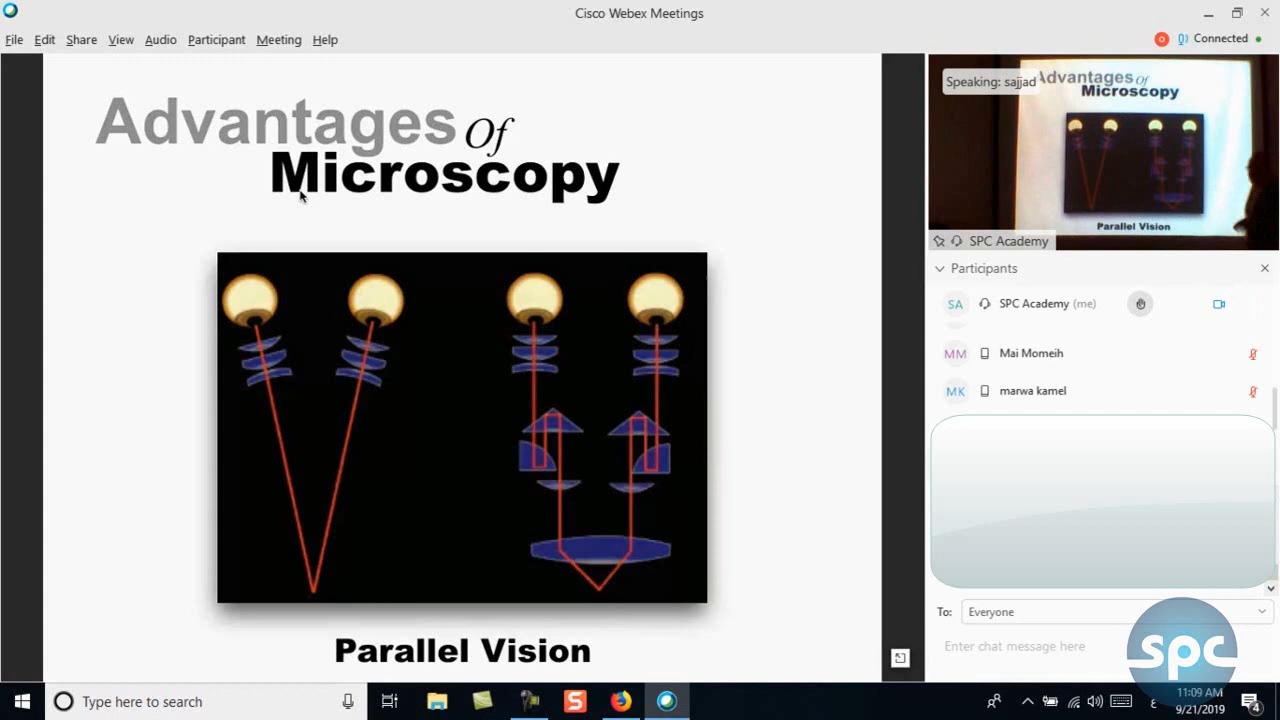 Cisco Webex Meetings
File Edit Share View Audio Participant Meeting Help
Connected
Advantages Of
Microscopy
Parallel Vision
Speaking: sajjad
Advantages Of
Microscopy
Parallel Vision
SPC Academy
Participants
SA SPC Academy (me)
MM Mai Momeih
MK marwa kamel
To: Everyone
Enter chat message here
spc
Type here to search
S
ع
11:09 AM
9/21/2019
4